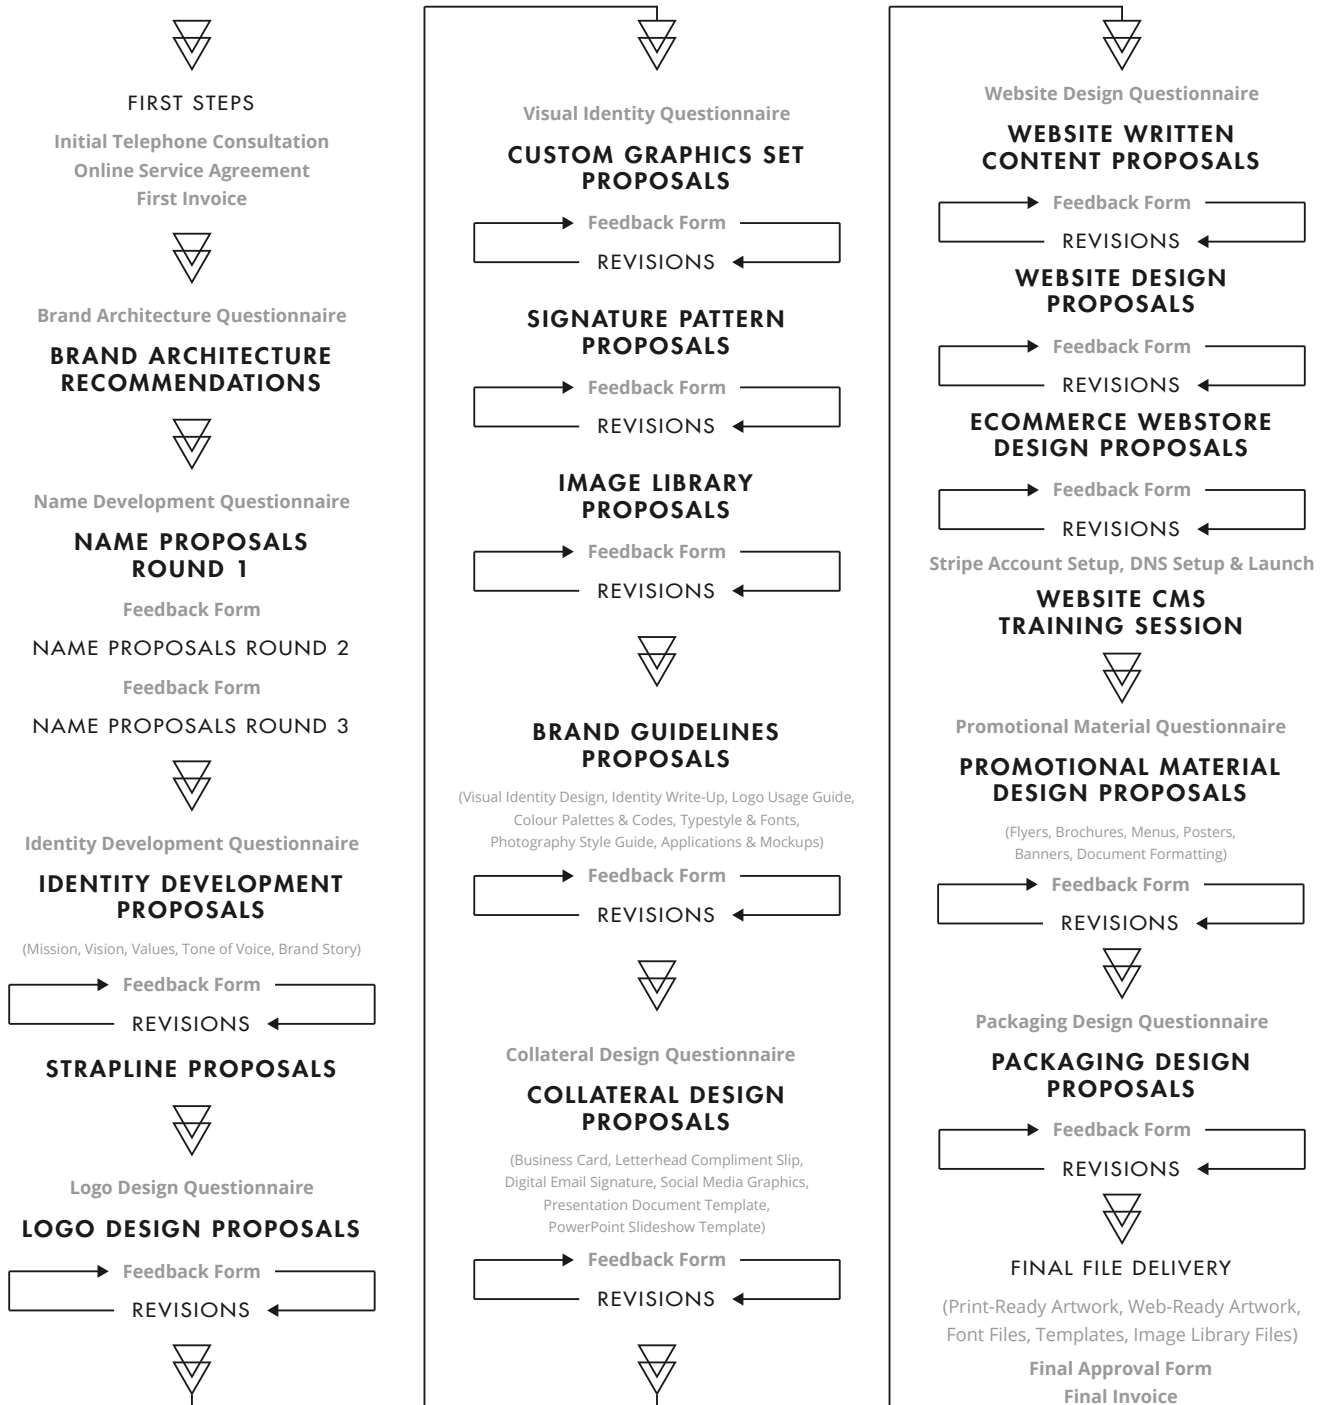 FIRST STEPS
Initial Telephone Consultation
Online Service Agreement
First Invoice
Brand Architecture Questionnaire
BRAND ARCHITECTURE
RECOMMENDATIONS
Name Development Questionnaire
NAME PROPOSALS
ROUND 1
Feedback Form
NAME PROPOSALS ROUND 2
Feedback Form
NAME PROPOSALS ROUND 3
Identity Development Questionnaire
IDENTITY DEVELOPMENT
PROPOSALS
(Mission, Vision, Values, Tone of Voice, Brand Story)
Feedback Form
REVISIONS
STRAPLINE PROPOSALS
Logo Design Questionnaire
LOGO DESIGN PROPOSALS
Feedback Form
REVISIONS
Visual Identity Questionnaire
CUSTOM GRAPHICS SET
PROPOSALS
Feedback Form
REVISIONS
SIGNATURE PATTERN
PROPOSALS
Feedback Form
REVISIONS
IMAGE LIBRARY
PROPOSALS
Feedback Form
REVISIONS
BRAND GUIDELINES
PROPOSALS
(Visual Identity Design, Identity Write-Up, Logo Usage Guide,
Colour Palettes & Codes, Typestyle & Fonts,
Photography Style Guide, Applications & Mockups)
Feedback Form
REVISIONS
Collateral Design Questionnaire
COLLATERAL DESIGN
PROPOSALS
(Business Card, Letterhead Compliment Slip,
Digital Email Signature, Social Media Graphics,
Presentation Document Template,
PowerPoint Slideshow Template)
Feedback Form
REVISIONS
Website Design Questionnaire
WEBSITE WRITTEN
CONTENT PROPOSALS
Feedback Form
REVISIONS
WEBSITE DESIGN
PROPOSALS
Feedback Form
REVISIONS
ECOMMERCE WEBSTORE
DESIGN PROPOSALS
Feedback Form
REVISIONS
Stripe Account Setup, DNS Setup & Launch
WEBSITE CMS
TRAINING SESSION
Promotional Material Questionnaire
PROMOTIONAL MATERIAL
DESIGN PROPOSALS
(Flyers, Brochures, Menus, Posters,
Banners, Document Formatting)
Feedback Form
REVISIONS
Packaging Design Questionnaire
PACKAGING DESIGN
PROPOSALS
Feedback Form
REVISIONS
FINAL FILE DELIVERY
(Print-Ready Artwork, Web-Ready Artwork,
Font Files, Templates, Image Library Files)
Final Approval Form
Final Invoice